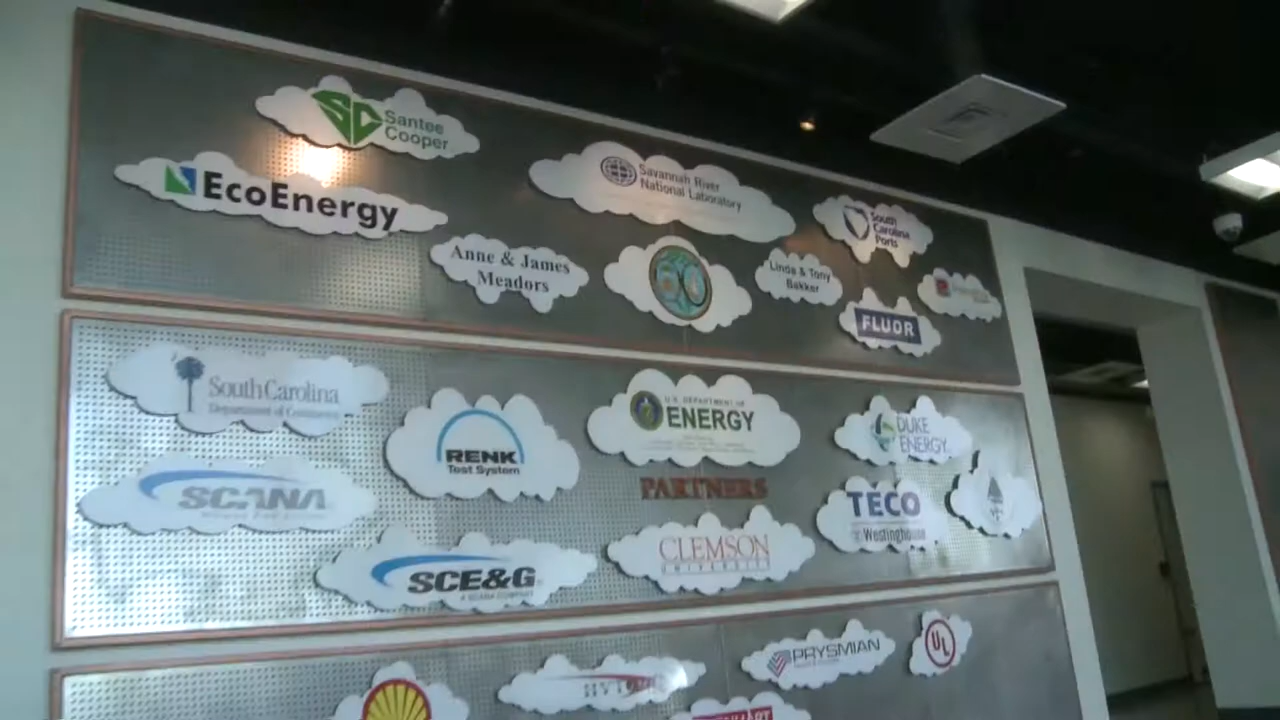 SC
Santee
Cooper
EcoEnergy
Savannah River
National Laboratory
South
Carolina
Ports
Anne & James
Meadors
Linda & Tony
Bakker
FLUOR
South Carolina
Department of Commerce
RENK
Test System
U.S. DEPARTMENT OF
ENERGY
DUKE
ENERGY
SCANA
PARTNERS
TECO
Westinghouse
SCE&G
A SCANA COMPANY
CLEMSON
UNIVERSITY
PRYSMIAN
UL